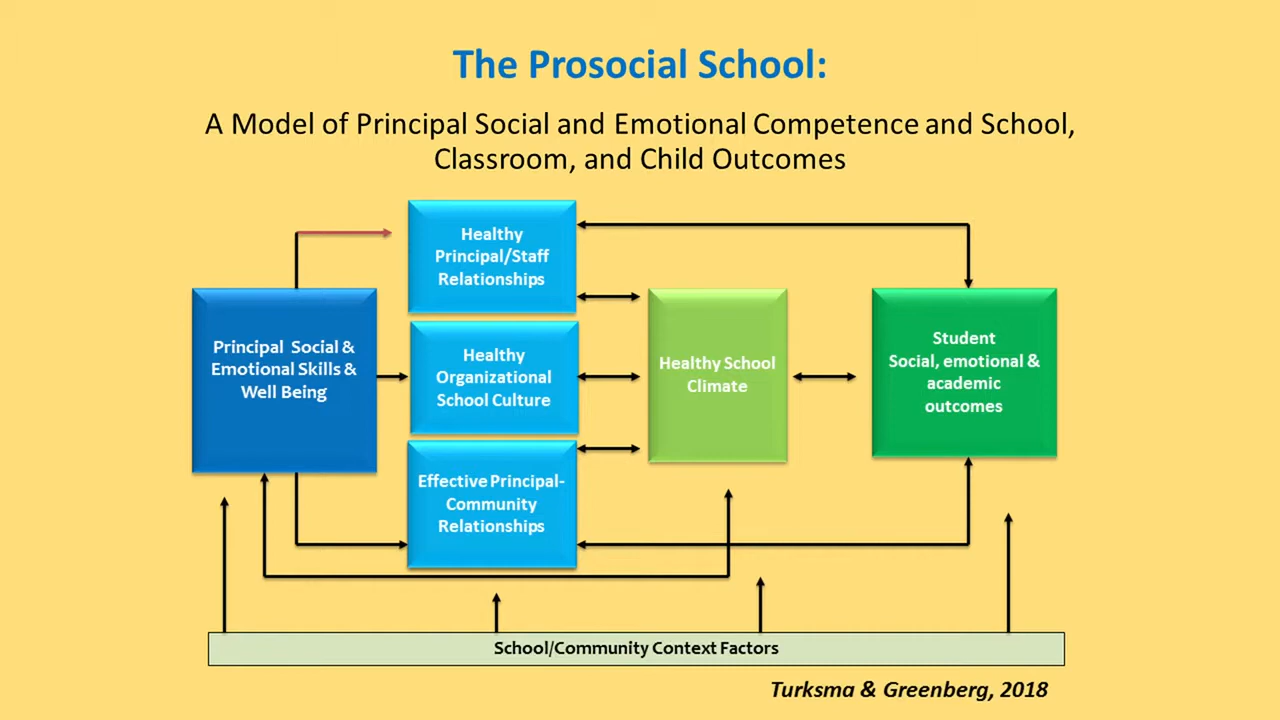 The Prosocial School:
A Model of Principal Social and Emotional Competence and School,
Classroom, and Child Outcomes
Healthy
Principal/Staff
Relationships
Principal Social &
Emotional Skills &
Well Being
Healthy
Organizational
School Culture
Healthy School
Climate
Student
Social, emotional &
academic
outcomes
Effective Principal-
Community
Relationships
School/Community Context Factors
Turksma & Greenberg, 2018